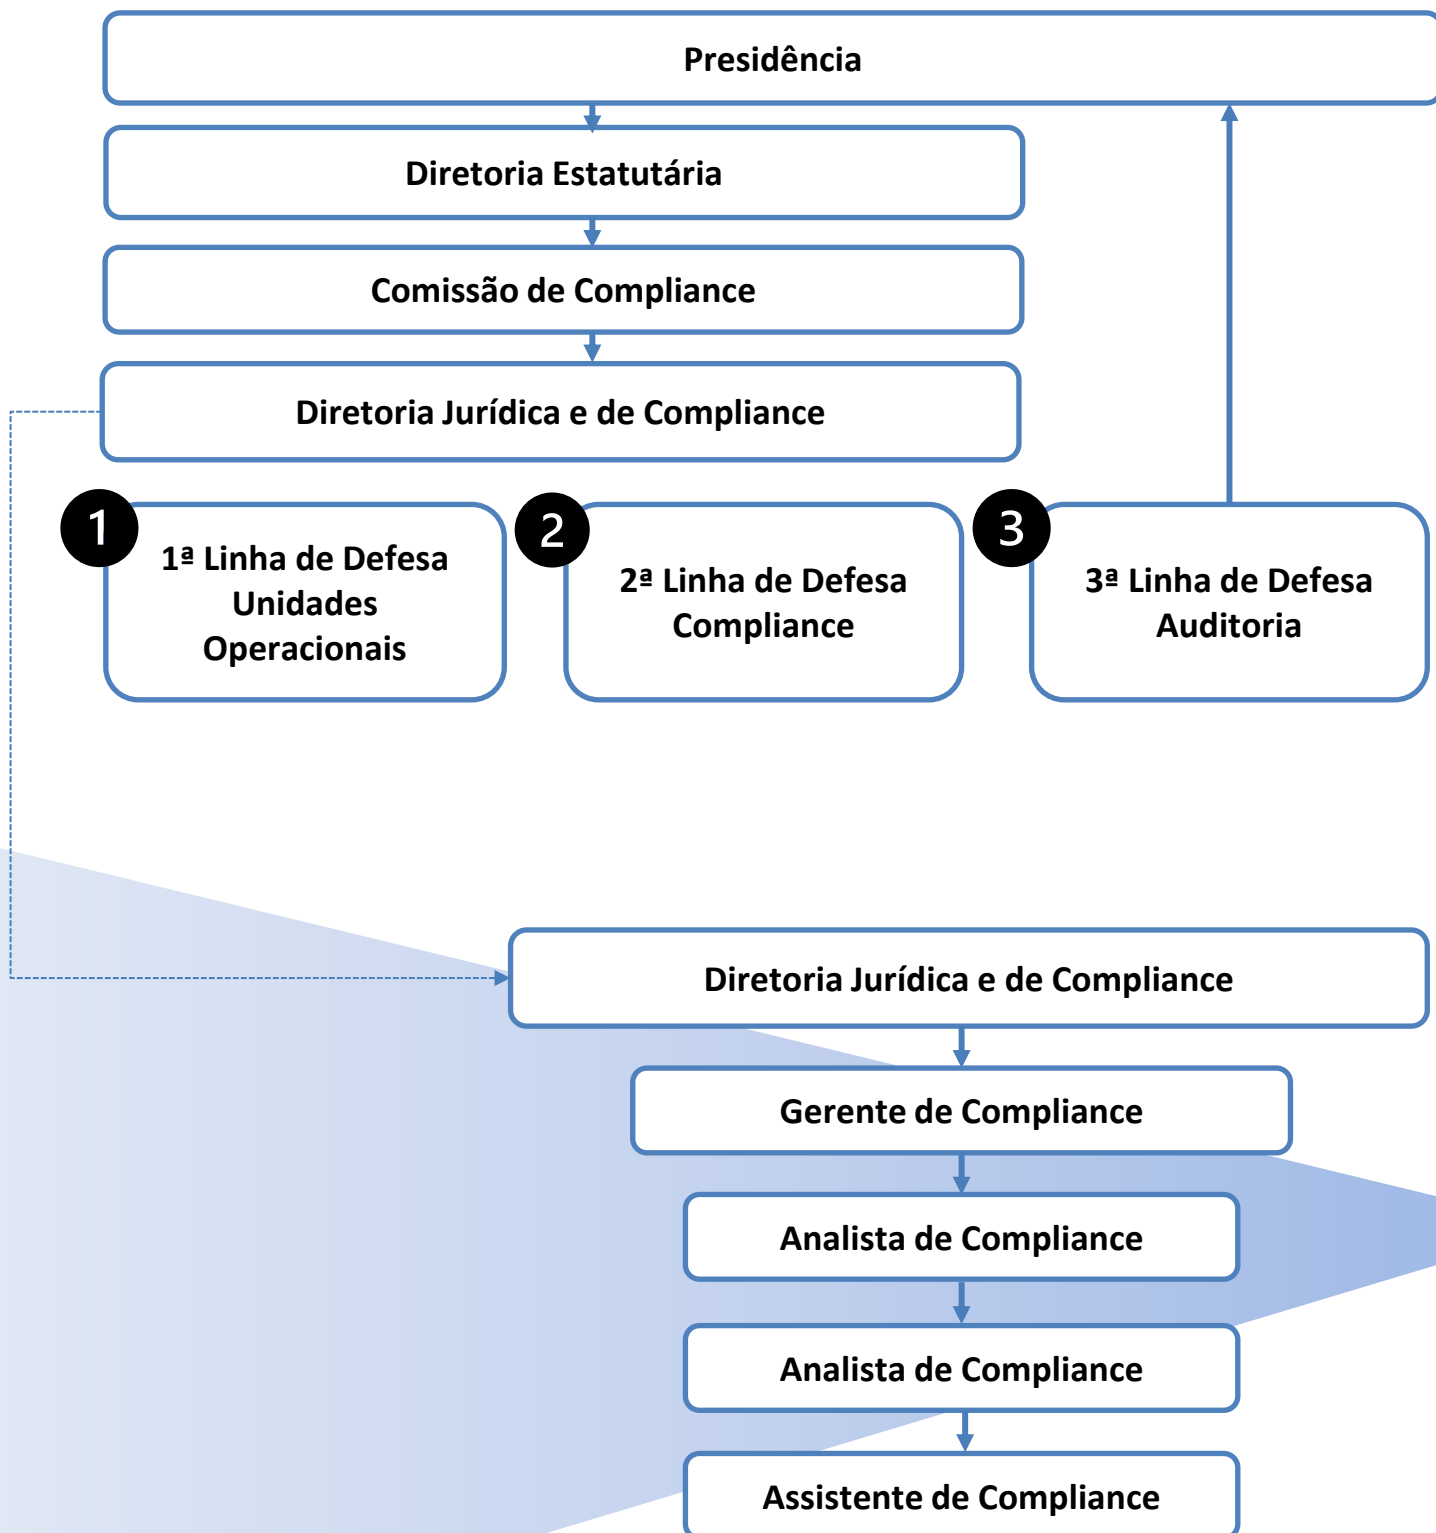 Presidência
Diretoria Estatutária
Comissão de Compliance
Diretoria Jurídica e de Compliance
1
1ª Linha de Defesa
Unidades
Operacionais
2
2ª Linha de Defesa
Compliance
3
3ª Linha de Defesa
Auditoria
Diretoria Jurídica e de Compliance
Gerente de Compliance
Analista de Compliance
Analista de Compliance
Assistente de Compliance